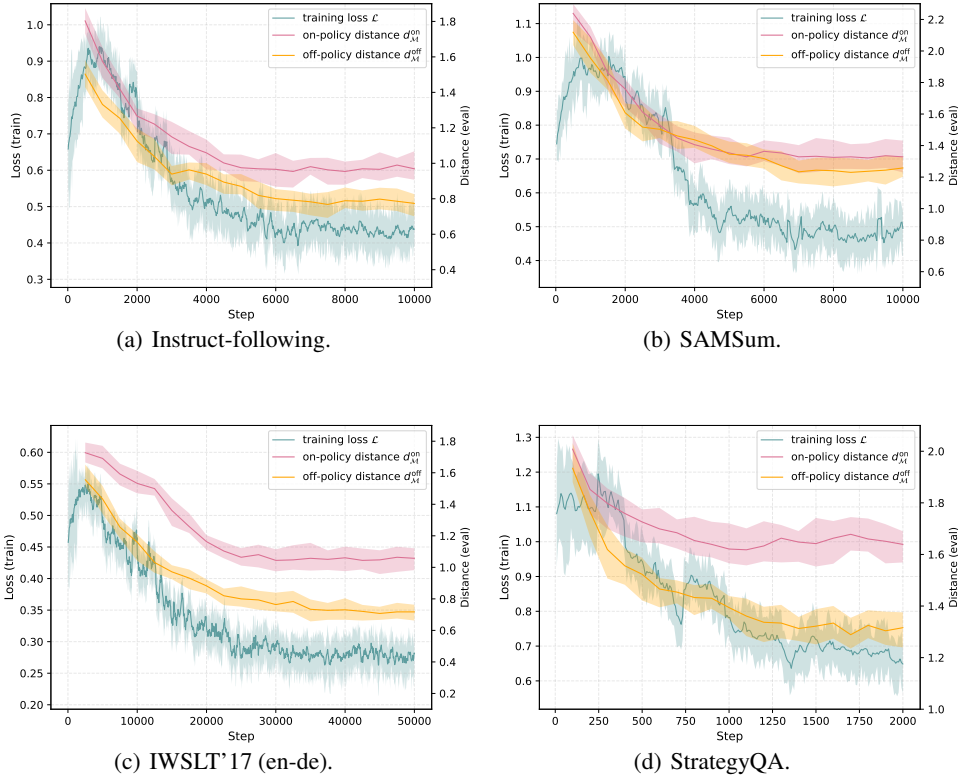 training loss ℒ
on-policy distance d_ℳ^on
off-policy distance d_ℳ^off
Loss (train)
1.0
0.9
0.8
0.7
0.6
0.5
0.4
0.3
Distance (eval)
1.8
1.6
1.4
1.2
1.0
0.8
0.6
0.4
0 2000 4000 6000 8000 10000
Step
(a) Instruct-following.
training loss ℒ
on-policy distance d_ℳ^on
off-policy distance d_ℳ^off
Loss (train)
1.1
1.0
0.9
0.8
0.7
0.6
0.5
0.4
Distance (eval)
2.2
2.0
1.8
1.6
1.4
1.2
1.0
0.8
0.6
0 2000 4000 6000 8000 10000
Step
(b) SAMSum.
training loss ℒ
on-policy distance d_ℳ^on
off-policy distance d_ℳ^off
Loss (train)
0.60
0.55
0.50
0.45
0.40
0.35
0.30
0.25
0.20
Distance (eval)
1.8
1.6
1.4
1.2
1.0
0.8
0.6
0.4
0.2
0 10000 20000 30000 40000 50000
Step
(c) IWSLT'17 (en-de).
training loss ℒ
on-policy distance d_ℳ^on
off-policy distance d_ℳ^off
Loss (train)
1.3
1.2
1.1
1.0
0.9
0.8
0.7
0.6
Distance (eval)
2.0
1.8
1.6
1.4
1.2
1.0
0 250 500 750 1000 1250 1500 1750 2000
Step
(d) StrategyQA.